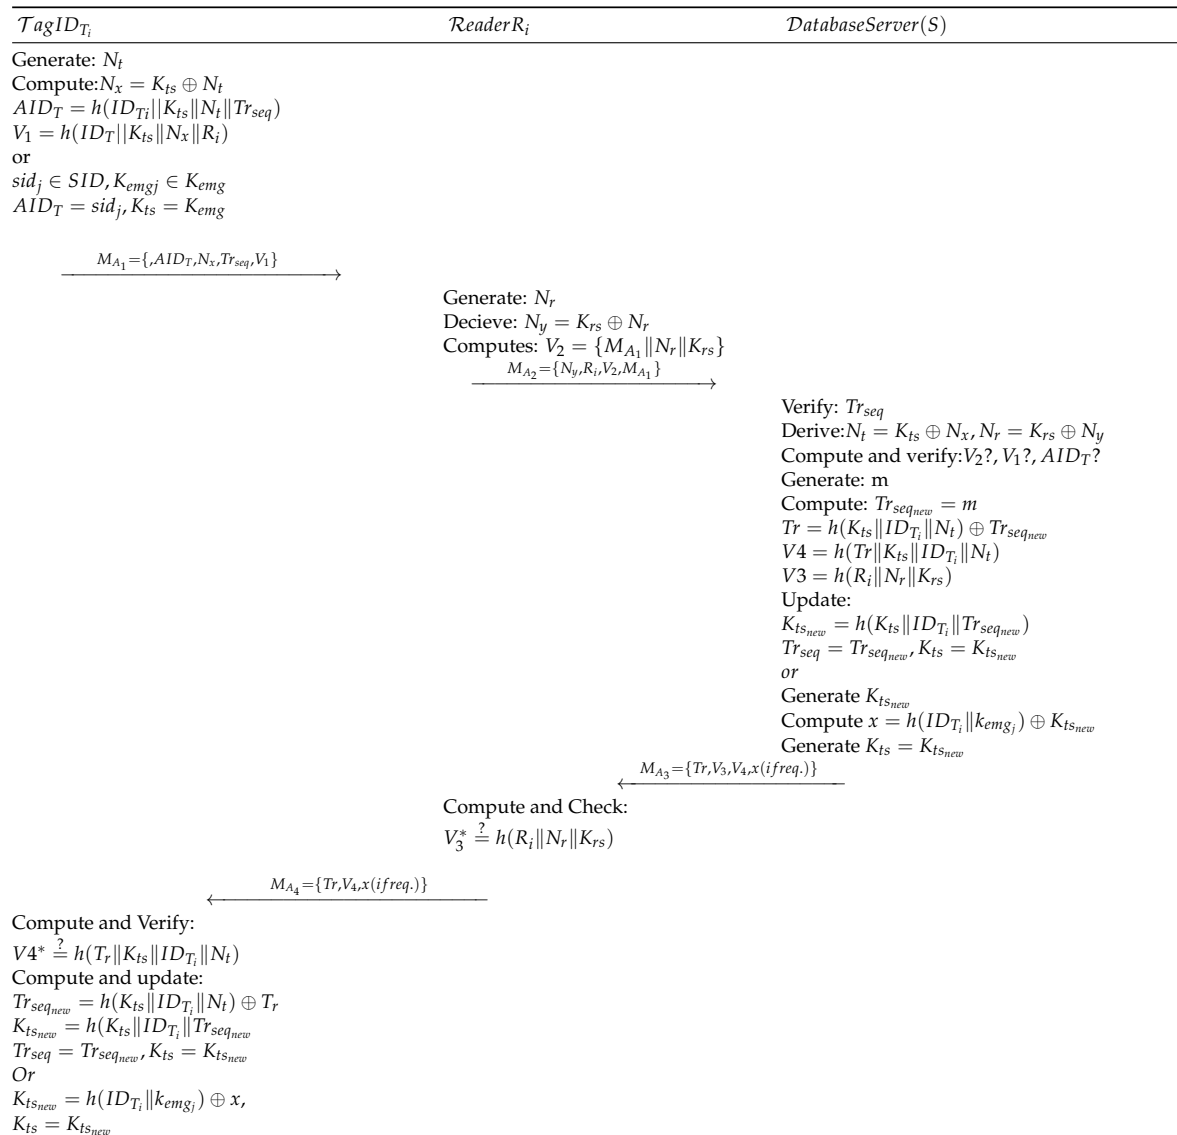 𝒯agID_{T_i} ℛeaderR_i 𝒟atabaseServer(S)
Generate: N_t
Compute:N_x = K_{ts} ⊕ N_t
AID_T = h(ID_{Ti}||K_{ts}‖N_t‖Tr_{seq})
V_1 = h(ID_T||K_{ts}‖N_x‖R_i)
or
sid_j ∈ SID, K_{emgj} ∈ K_{emg}
AID_T = sid_j, K_{ts} = K_{emg}
M_{A_1}={,AID_T,N_x,Tr_{seq},V_1}
Generate: N_r
Decieve: N_y = K_{rs} ⊕ N_r
Computes: V_2 = {M_{A_1}‖N_r‖K_{rs}}
M_{A_2}={N_y,R_i,V_2,M_{A_1}}
Verify: Tr_{seq}
Derive:N_t = K_{ts} ⊕ N_x, N_r = K_{rs} ⊕ N_y
Compute and verify:V_2?, V_1?, AID_T?
Generate: m
Compute: Tr_{seq_{new}} = m
Tr = h(K_{ts}‖ID_{T_i}‖N_t) ⊕ Tr_{seq_{new}}
V4 = h(Tr‖K_{ts}‖ID_{T_i}‖N_t)
V3 = h(R_i‖N_r‖K_{rs})
Update:
K_{ts_{new}} = h(K_{ts}‖ID_{T_i}‖Tr_{seq_{new}})
Tr_{seq} = Tr_{seq_{new}}, K_{ts} = K_{ts_{new}}
or
Generate K_{ts_{new}}
Compute x = h(ID_{T_i}‖k_{emg_j}) ⊕ K_{ts_{new}}
Generate K_{ts} = K_{ts_{new}}
M_{A_3}={Tr,V_3,V_4,x(ifreq.)}
Compute and Check:
V_3^* ≟ h(R_i‖N_r‖K_{rs})
M_{A_4}={Tr,V_4,x(ifreq.)}
Compute and Verify:
V4* ≟ h(T_r‖K_{ts}‖ID_{T_i}‖N_t)
Compute and update:
Tr_{seq_{new}} = h(K_{ts}‖ID_{T_i}‖N_t) ⊕ T_r
K_{ts_{new}} = h(K_{ts}‖ID_{T_i}‖Tr_{seq_{new}}
Tr_{seq} = Tr_{seq_{new}}, K_{ts} = K_{ts_{new}}
Or
K_{ts_{new}} = h(ID_{T_i}‖k_{emg_j}) ⊕ x,
K_{ts} = K_{ts_{new}}